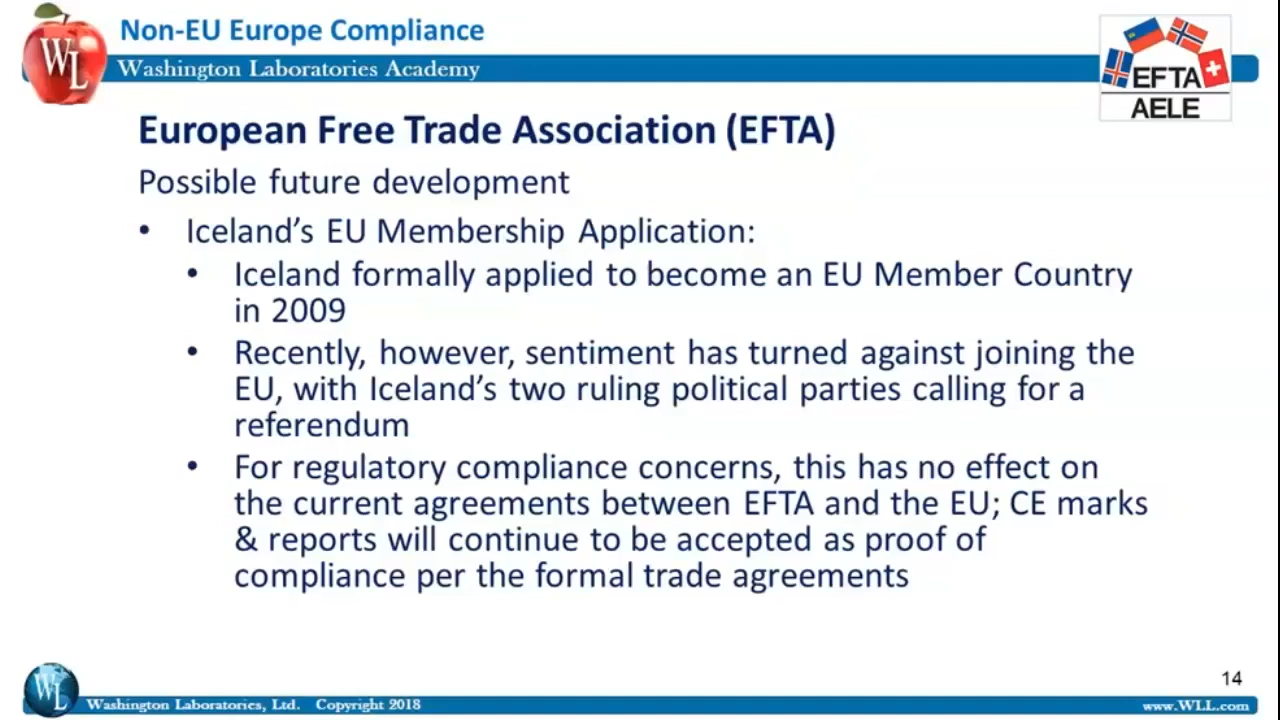 Non-EU Europe Compliance
WL
Washington Laboratories Academy
EFTA
AELE
European Free Trade Association (EFTA)
Possible future development
• Iceland’s EU Membership Application:
• Iceland formally applied to become an EU Member Country
in 2009
• Recently, however, sentiment has turned against joining the
EU, with Iceland’s two ruling political parties calling for a
referendum
• For regulatory compliance concerns, this has no effect on
the current agreements between EFTA and the EU; CE marks
& reports will continue to be accepted as proof of
compliance per the formal trade agreements
14
WL
Washington Laboratories, Ltd. Copyright 2018
www.WLL.com